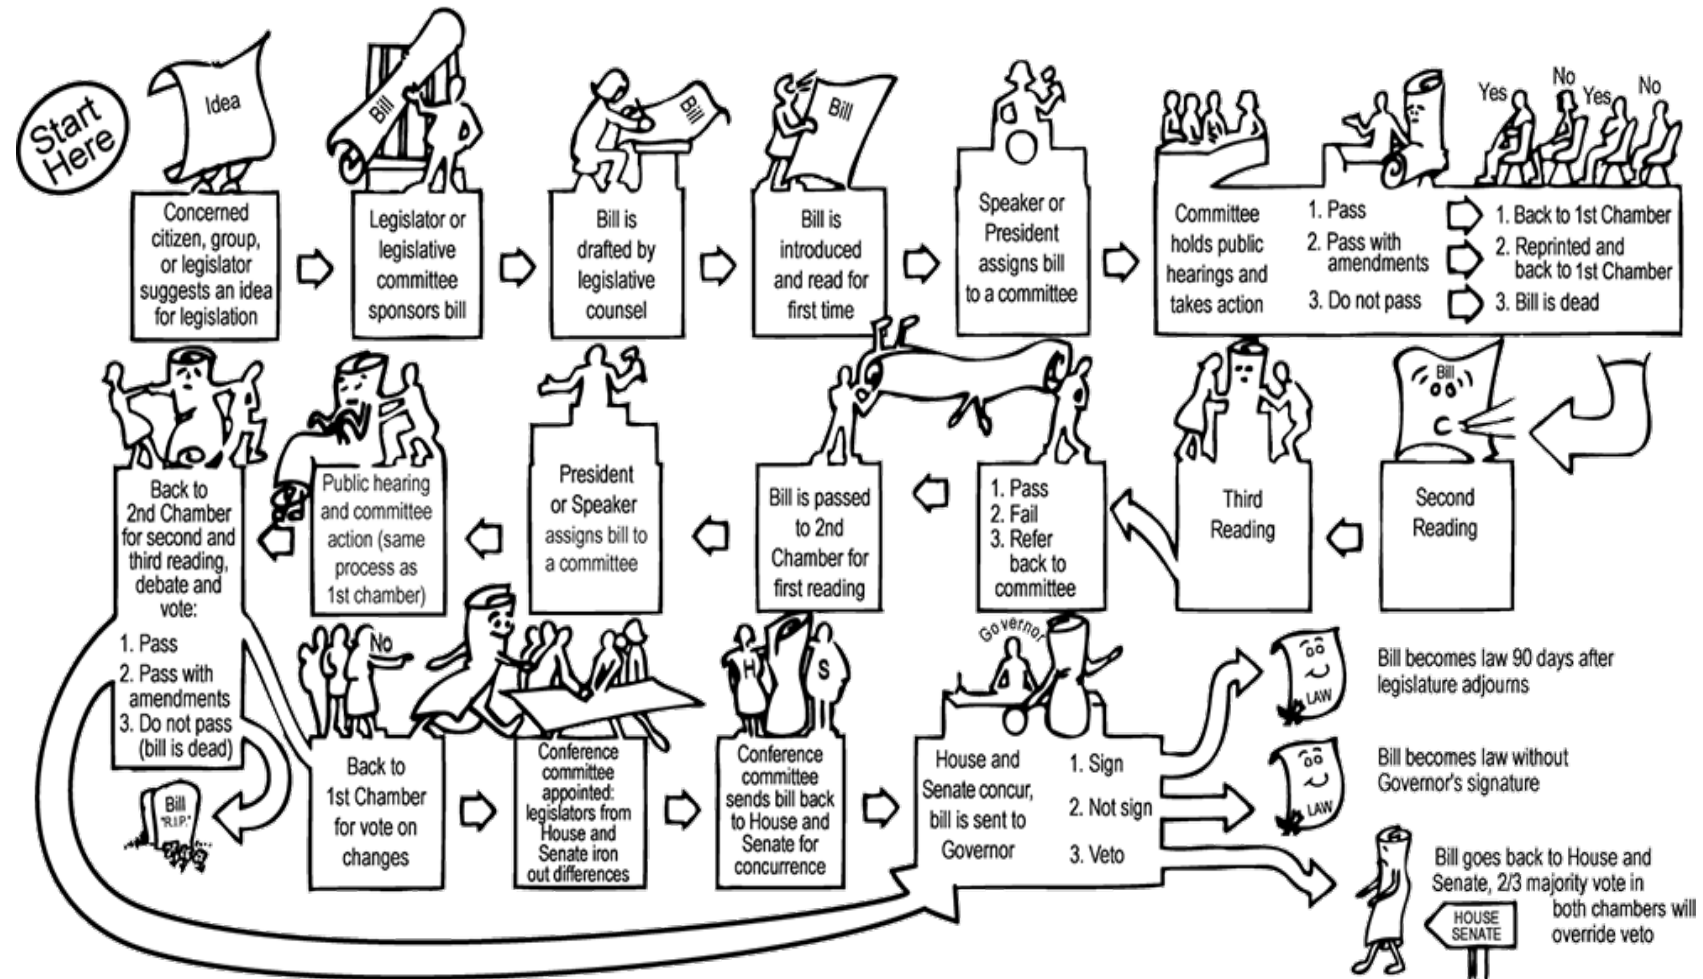 Start
Here
Idea
Concerned
citizen, group,
or legislator
suggests an idea
for legislation
Bill
Legislator or
legislative
committee
sponsors bill
Bill
Bill is
drafted by
legislative
counsel
Bill
Bill is
introduced
and read for
first time
Speaker or
President
assigns bill
to a committee
Committee
holds public
hearings and
takes action
1. Pass
2. Pass with
amendments
3. Do not pass
Yes
No
Yes
No
1. Back to 1st Chamber
2. Reprinted and
back to 1st Chamber
3. Bill is dead
Bill
Second
Reading
Third
Reading
1. Pass
2. Fail
3. Refer
back to
committee
Bill is passed
to 2nd
Chamber for
first reading
President
or Speaker
assigns bill to
a committee
Public hearing
and committee
action (same
process as
1st chamber)
Back to
2nd Chamber
for second and
third reading,
debate and
vote:
1. Pass
2. Pass with
amendments
3. Do not pass
(bill is dead)
Bill
"R.I.P."
No
Back to
1st Chamber
for vote on
changes
Conference
committee
appointed:
legislators from
House and
Senate iron
out differences
H
S
Conference
committee
sends bill back
to House and
Senate for
concurrence
Governor
House and
Senate concur,
bill is sent to
Governor
1. Sign
2. Not sign
3. Veto
LAW
Bill becomes law 90 days after
legislature adjourns
LAW
Bill becomes law without
Governor's signature
Bill goes back to House and
Senate, 2/3 majority vote in
both chambers will
override veto
HOUSE
SENATE